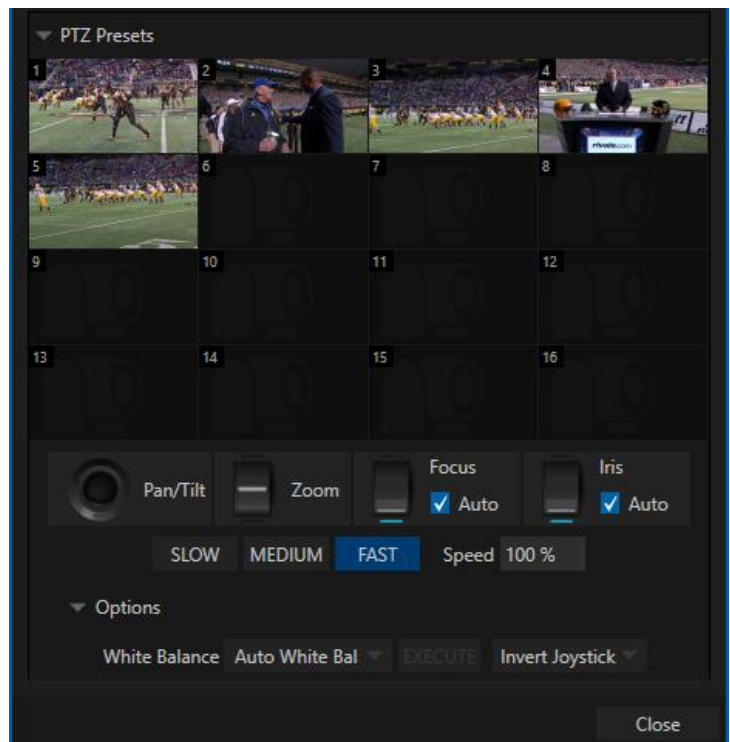 PTZ Presets
1 2 3 4
5 6 7 8
9 10 11 12
13 14 15 16
rivals.com
Pan/Tilt
Zoom
Focus
Auto
Iris
Auto
SLOW MEDIUM FAST Speed 100 %
Options
White Balance Auto White Bal EXECUTE Invert Joystick
Close